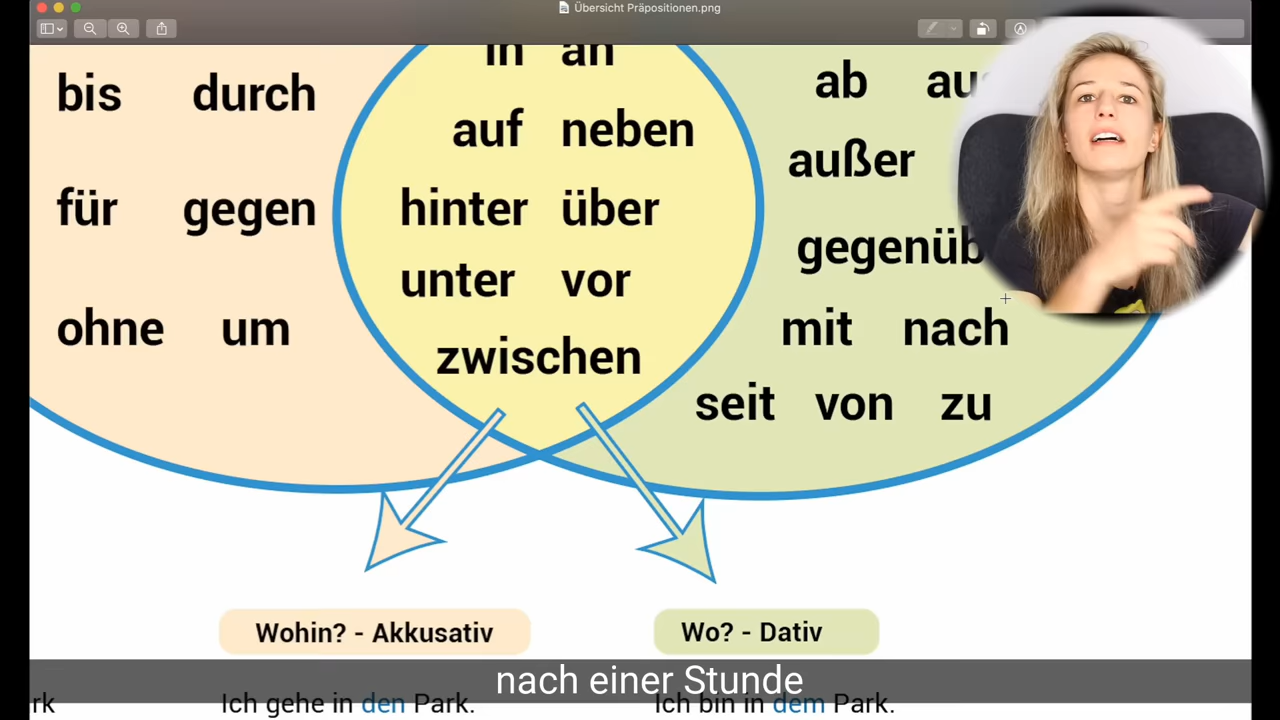 Übersicht Präpositionen.png
in an
bis durch
auf neben
für gegen
hinter über
unter vor
ohne um
zwischen
ab
außer
mit nach
seit von zu
Wohin? - Akkusativ
Wo? - Dativ
nach einer Stunde
Ich gehe in den Park.
Ich bin in dem Park.